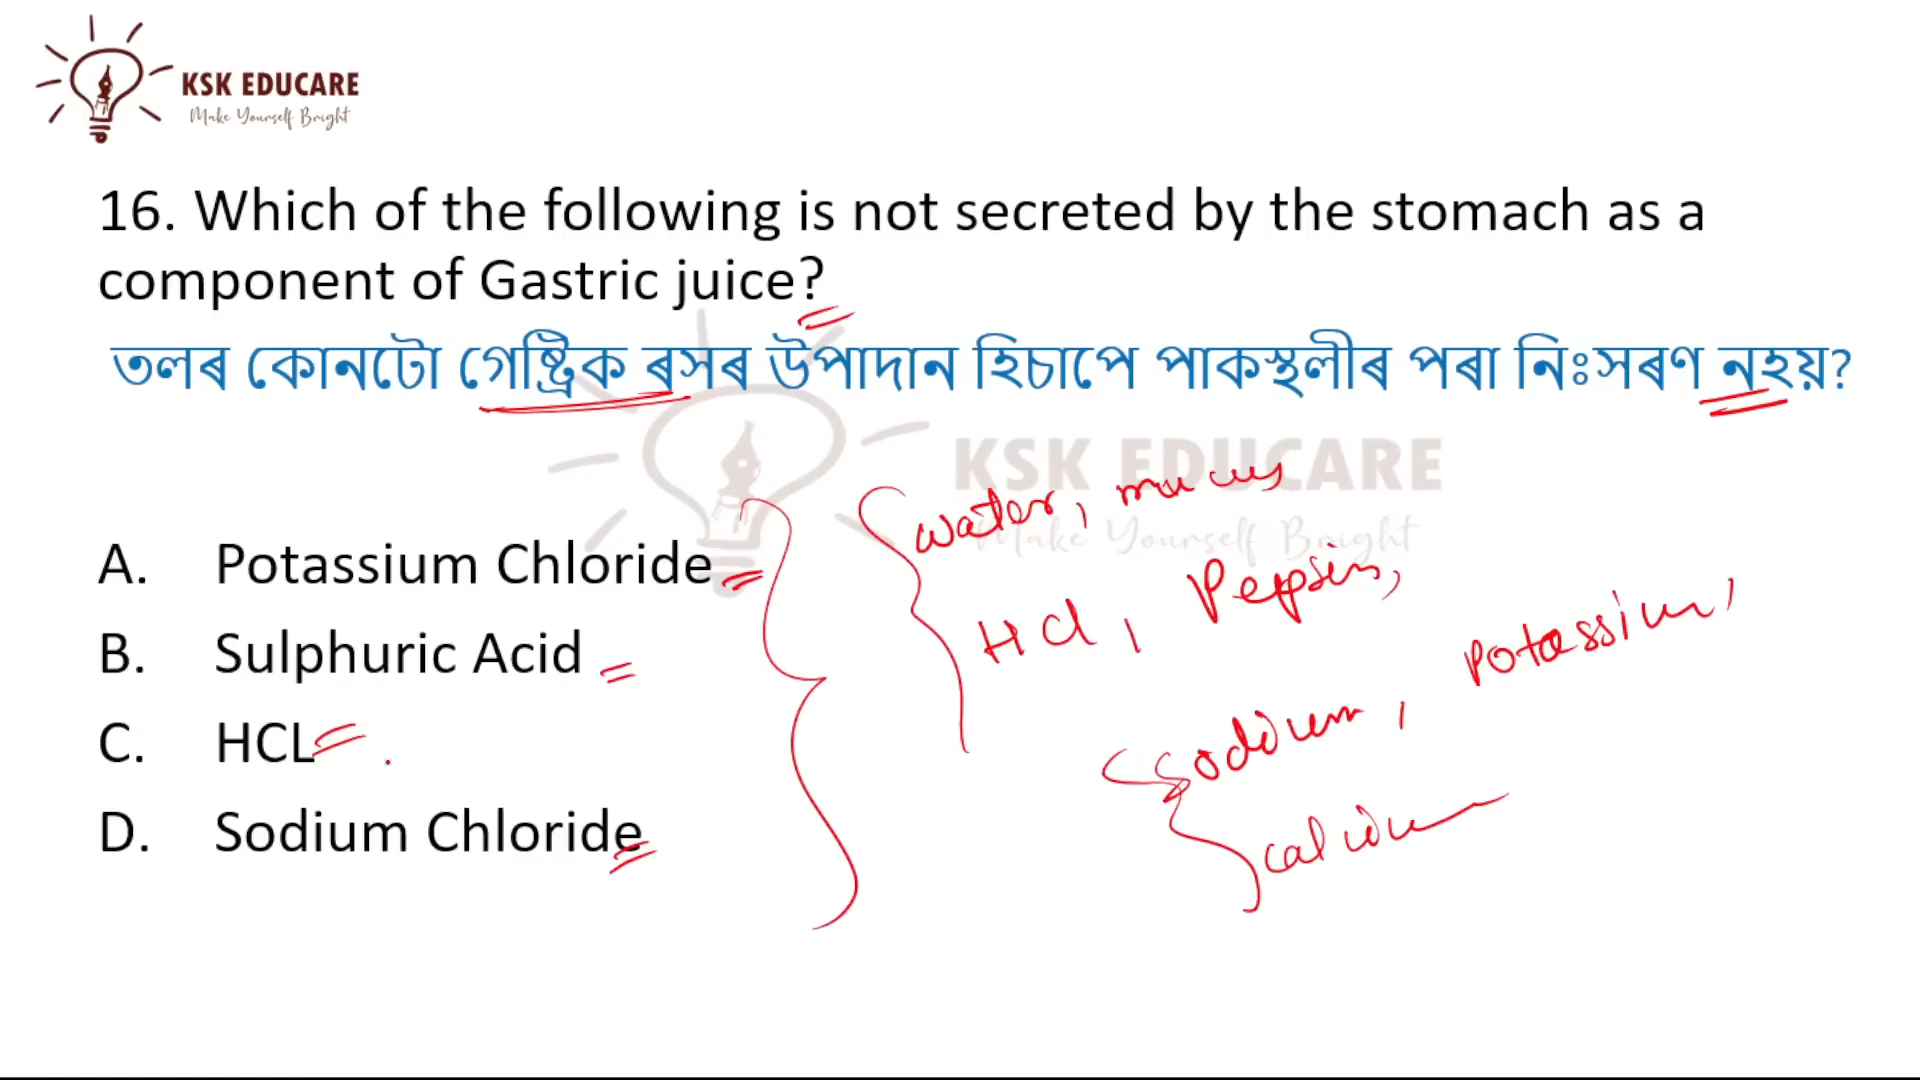 KSK EDUCARE
Make Yourself Bright
16. Which of the following is not secreted by the stomach as a
component of Gastric juice?
তলৰ কোনটো গেষ্ট্ৰিক ৰসৰ উপাদান হিচাপে পাকস্থলীৰ পৰা নিঃসৰণ নহয়?
KSK EDUCARE
Make Yourself Bright
water, mucus
A. Potassium Chloride
HCl, Pepsin,
B. Sulphuric Acid
Sodium, Potassium,
C. HCL
calcium
D. Sodium Chloride